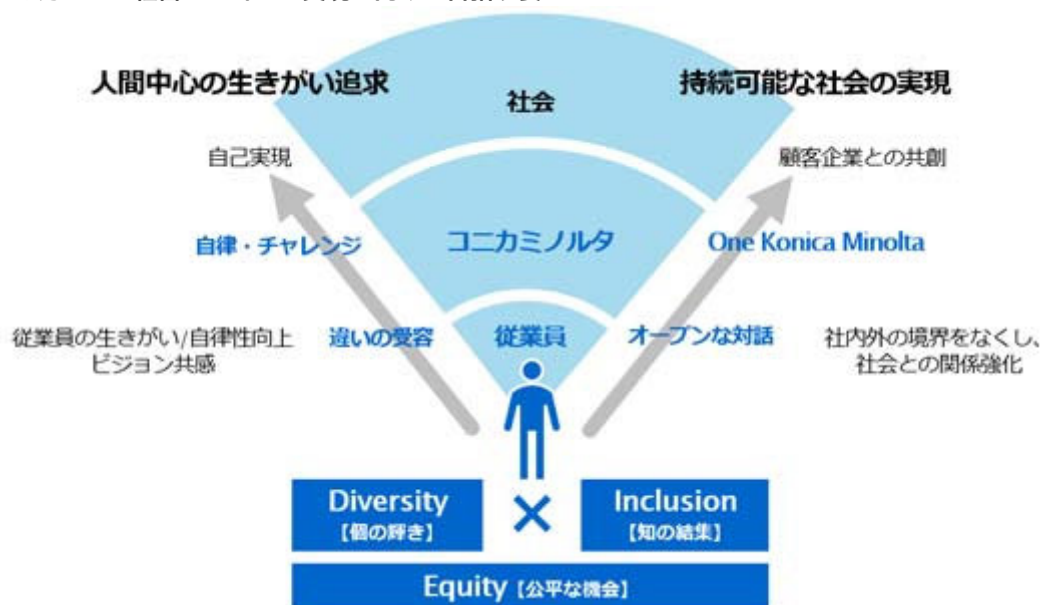 人間中心の生きがい追求
持続可能な社会の実現
社会
自己実現
顧客企業との共創
自律・チャレンジ
コニカミノルタ
One Konica Minolta
従業員の生きがい/自律性向上
ビジョン共感
違いの受容
従業員
オープンな対話
社内外の境界をなくし、
社会との関係強化
Diversity
【個の輝き】
×
Inclusion
【知の結集】
Equity【公平な機会】